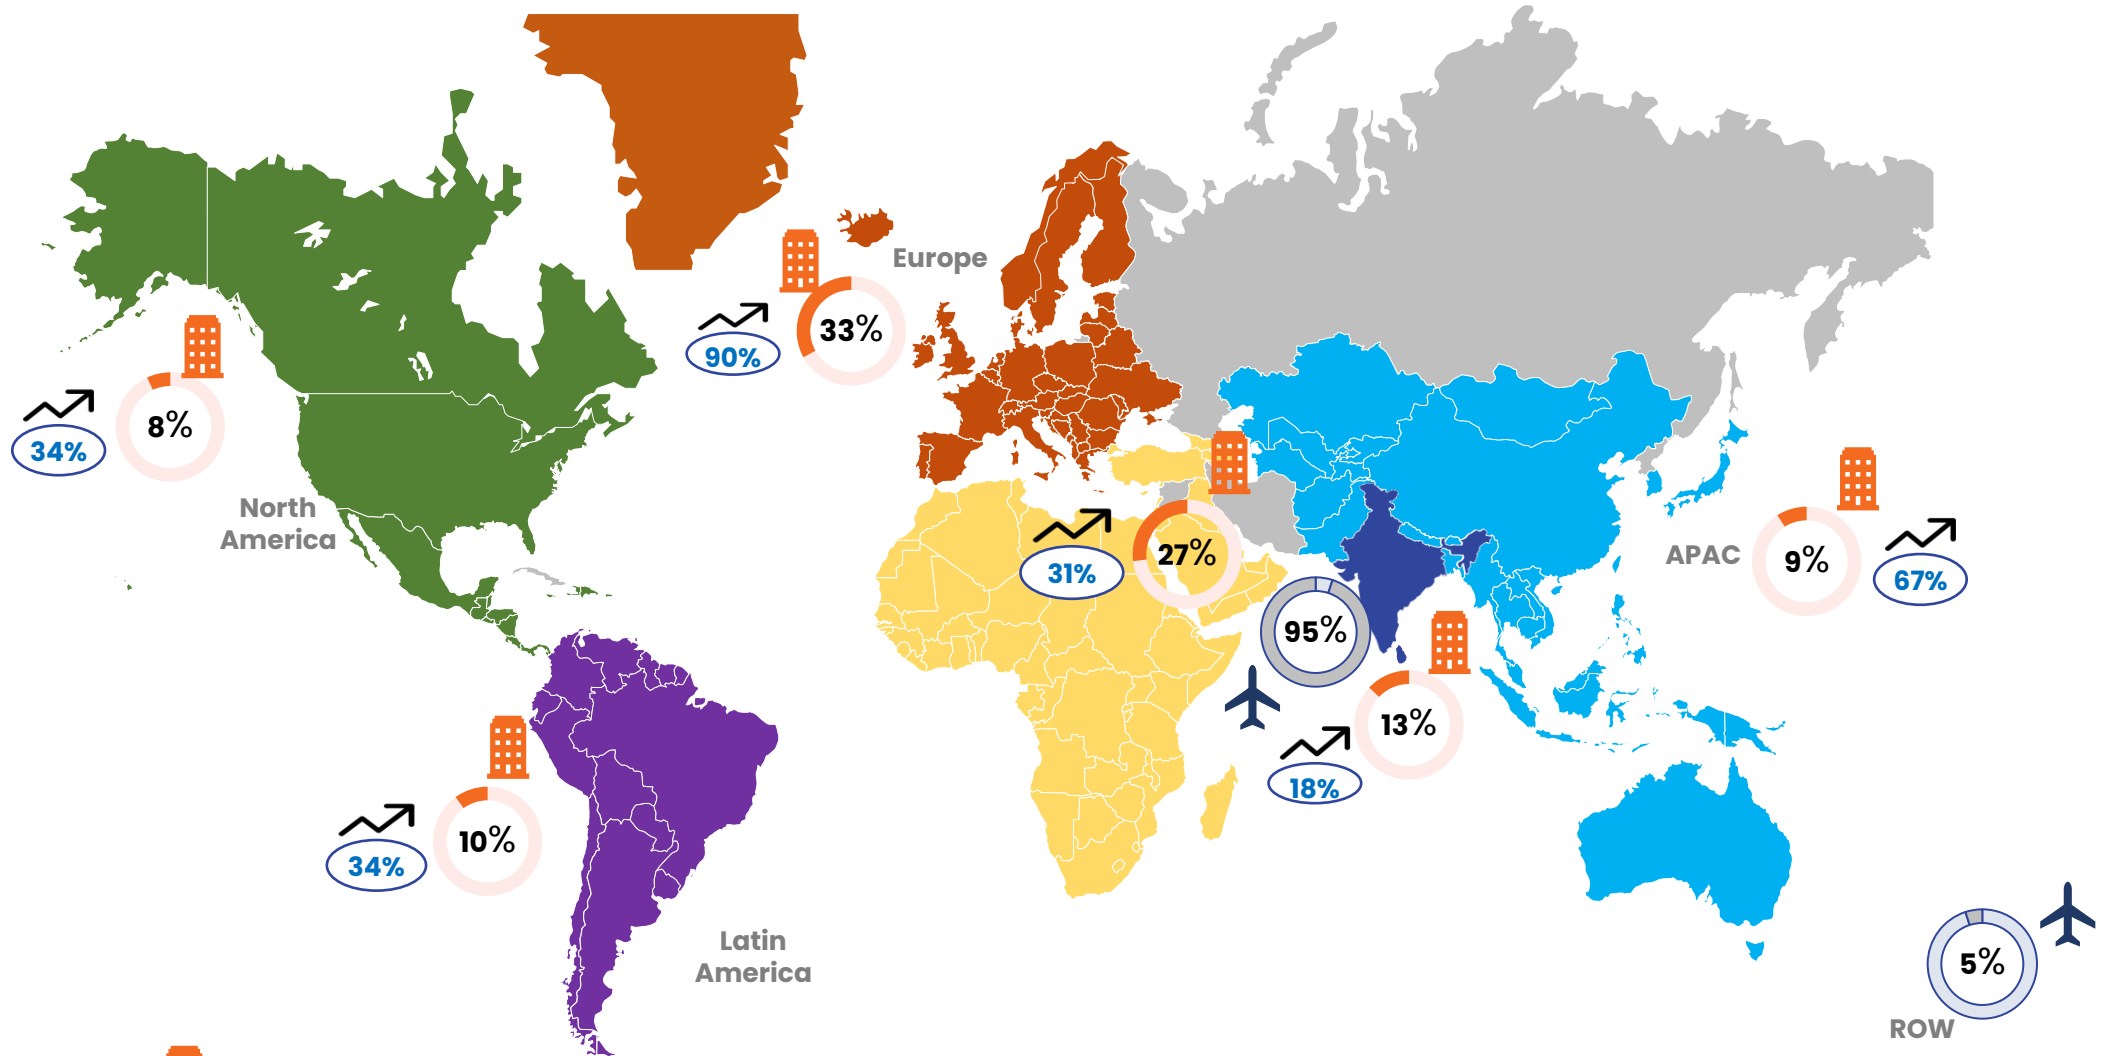 Europe
33%
90%
8%
34%
North
America
27%
31%
APAC
9%
67%
95%
13%
18%
10%
34%
Latin
America
5%
ROW